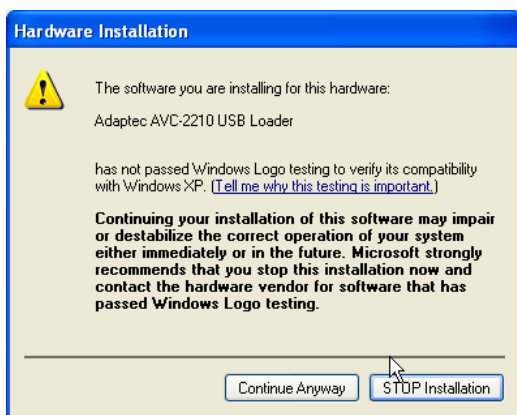 Hardware Installation
The software you are installing for this hardware:
Adaptec AVC-2210 USB Loader
has not passed Windows Logo testing to verify its compatibility
with Windows XP. (Tell me why this testing is important.)
Continuing your installation of this software may impair
or destabilize the correct operation of your system
either immediately or in the future. Microsoft strongly
recommends that you stop this installation now and
contact the hardware vendor for software that has
passed Windows Logo testing.
Continue Anyway
STOP Installation